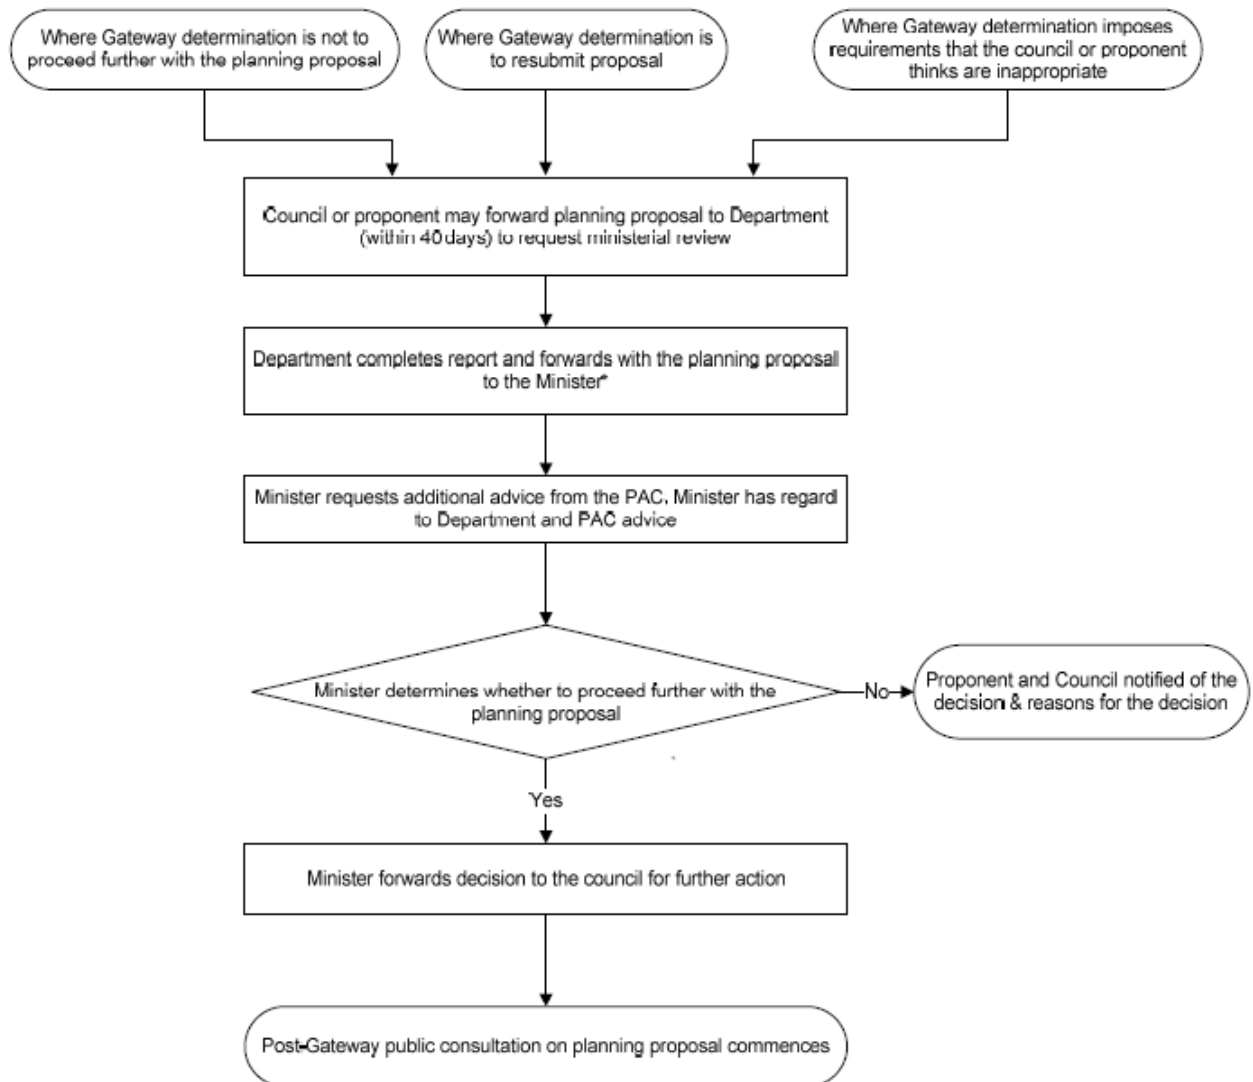 Where Gateway determination is not to
proceed further with the planning proposal
Where Gateway determination is
to resubmit proposal
Where Gateway determination imposes
requirements that the council or proponent
thinks are inappropriate
Council or proponent may forward planning proposal to Department
(within 40 days) to request ministerial review
Department completes report and forwards with the planning proposal
to the Minister*
Minister requests additional advice from the PAC. Minister has regard
to Department and PAC advice
Minister determines whether to proceed further with the
planning proposal
No
Proponent and Council notified of the
decision & reasons for the decision
Yes
Minister forwards decision to the council for further action
Post-Gateway public consultation on planning proposal commences